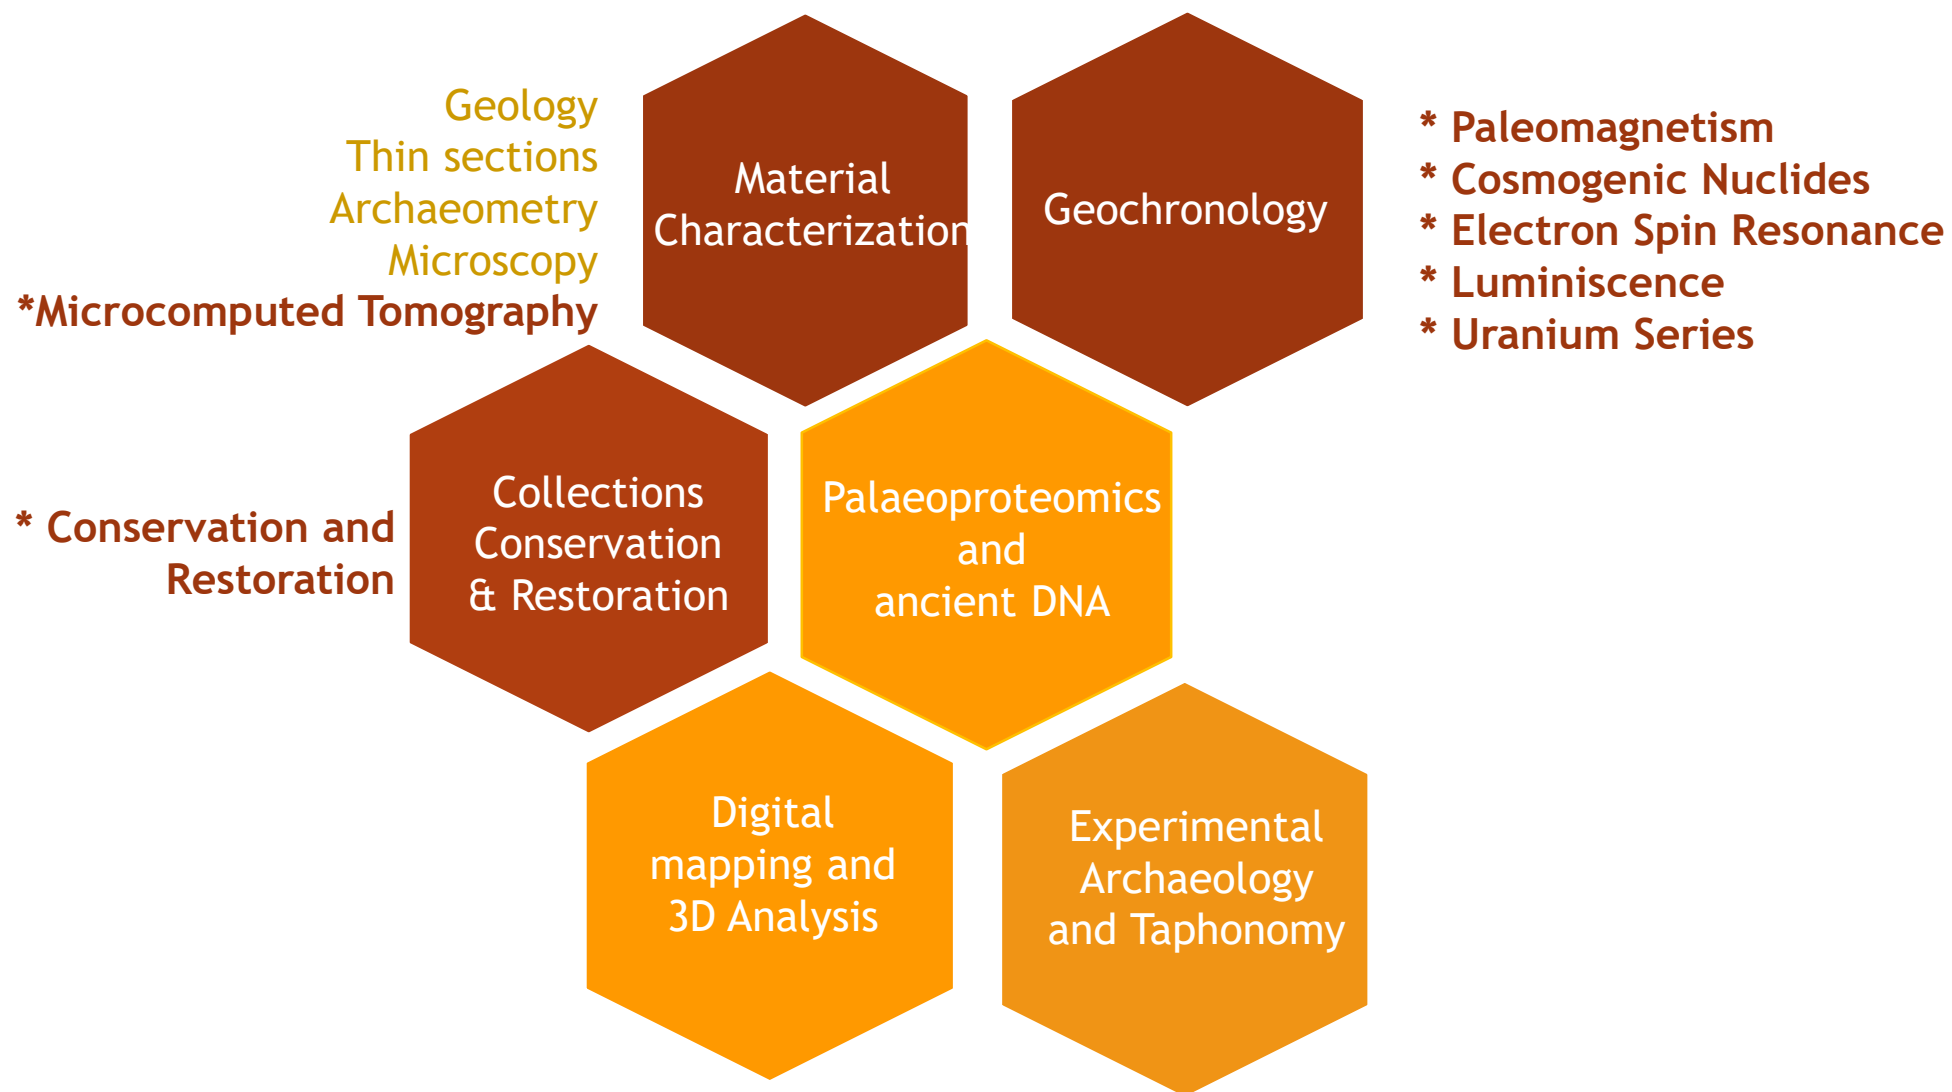 Geology
Thin sections
Archaeometry
Microscopy
*Microcomputed Tomography
Material
Characterization
Geochronology
* Paleomagnetism
* Cosmogenic Nuclides
* Electron Spin Resonance
* Luminiscence
* Uranium Series
* Conservation and
Restoration
Collections
Conservation
& Restoration
Palaeoproteomics
and
ancient DNA
Digital
mapping and
3D Analysis
Experimental
Archaeology
and Taphonomy